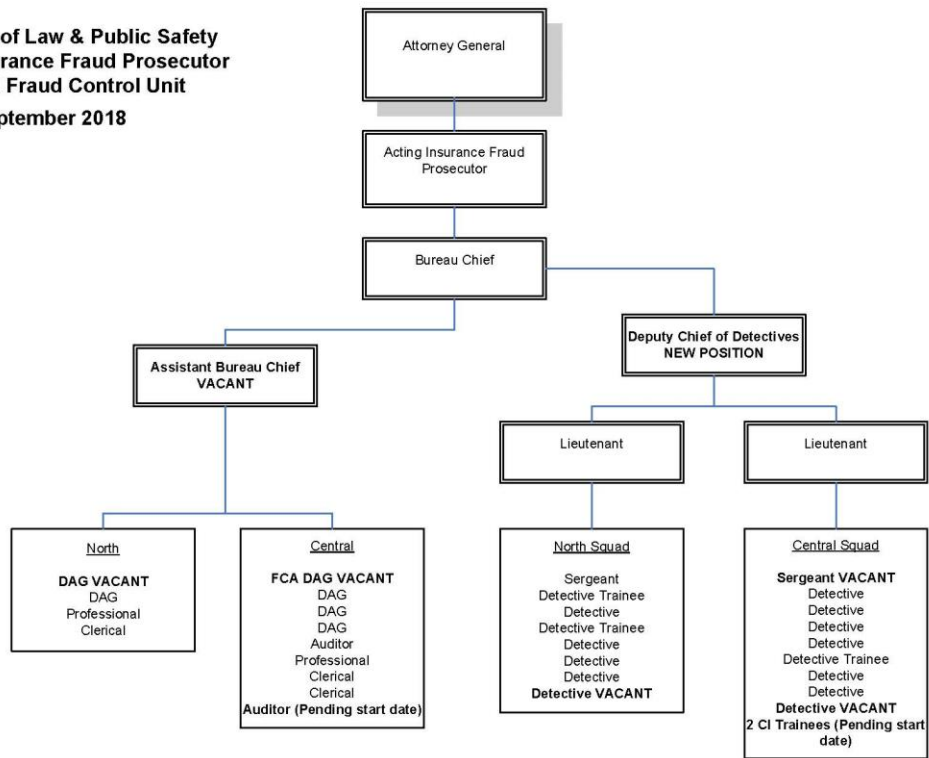 of Law & Public Safety
Fraud Prosecutor
Fraud Control Unit
2018
Attorney General
Acting Insurance Fraud
Prosecutor
Bureau Chief
Assistant Bureau Chief
VACANT
Deputy Chief of Detectives
NEW POSITION
Lieutenant
Lieutenant
North
DAG VACANT
DAG
Professional
Clerical
Central
FCA DAG VACANT
DAG
DAG
DAG
Auditor
Professional
Clerical
Clerical
Auditor (Pending start date)
North Squad
Sergeant
Detective Trainee
Detective
Detective Trainee
Detective
Detective
Detective
Detective VACANT
Central Squad
Sergeant VACANT
Detective
Detective
Detective
Detective
Detective Trainee
Detective
Detective
Detective VACANT
2 CI Trainees (Pending start
date)